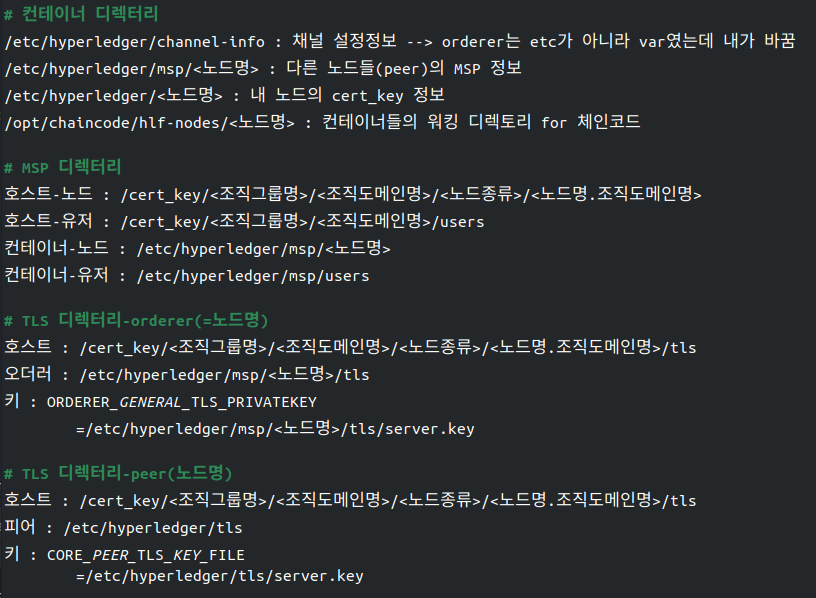 # 컨테이너 디렉터리
/etc/hyperledger/channel-info : 채널 설정정보 --> orderer는 etc가 아니라 var였는데 내가 바꿈
/etc/hyperledger/msp/<노드명> : 다른 노드들(peer)의 MSP 정보
/etc/hyperledger/<노드명> : 내 노드의 cert_key 정보
/opt/chaincode/hlf-nodes/<노드명> : 컨테이너들의 워킹 디렉토리 for 체인코드
# MSP 디렉터리
호스트-노드 : /cert_key/<조직그룹명>/<조직도메인명>/<노드종류>/<노드명.조직도메인명>
호스트-유저 : /cert_key/<조직그룹명>/<조직도메인명>/users
컨테이너-노드 : /etc/hyperledger/msp/<노드명>
컨테이너-유저 : /etc/hyperledger/msp/users
# TLS 디렉터리-orderer(=노드명)
호스트 : /cert_key/<조직그룹명>/<조직도메인명>/<노드종류>/<노드명.조직도메인명>/tls
오더러 : /etc/hyperledger/msp/<노드명>/tls
키 : ORDERER_GENERAL_TLS_PRIVATEKEY
=/etc/hyperledger/msp/<노드명>/tls/server.key
# TLS 디렉터리-peer(노드명)
호스트 : /cert_key/<조직그룹명>/<조직도메인명>/<노드종류>/<노드명.조직도메인명>/tls
피어 : /etc/hyperledger/tls
키 : CORE_PEER_TLS_KEY_FILE
=/etc/hyperledger/tls/server.key